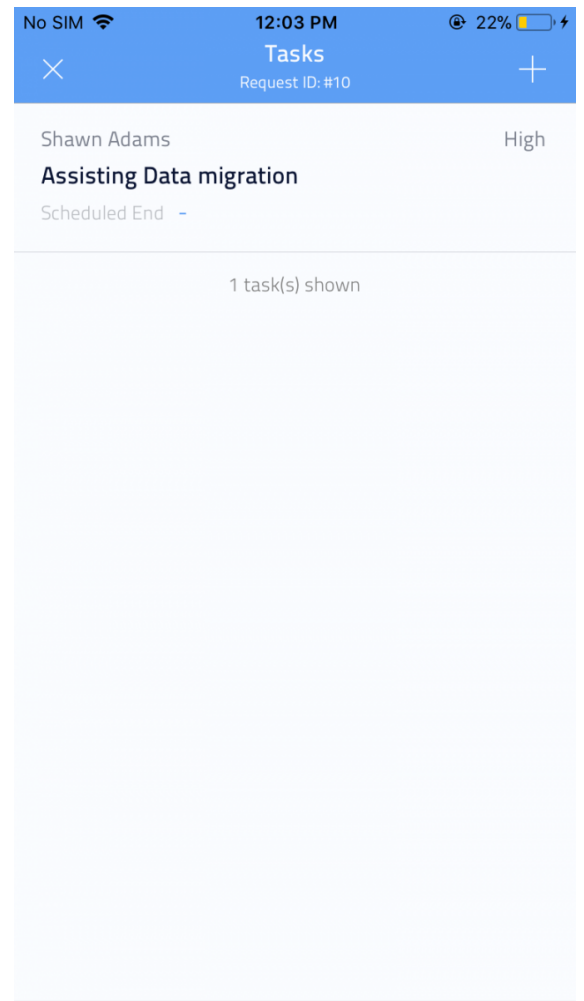 No SIM 12:03 PM 22%
Tasks
Request ID: #10
Shawn Adams High
Assisting Data migration
Scheduled End -
1 task(s) shown